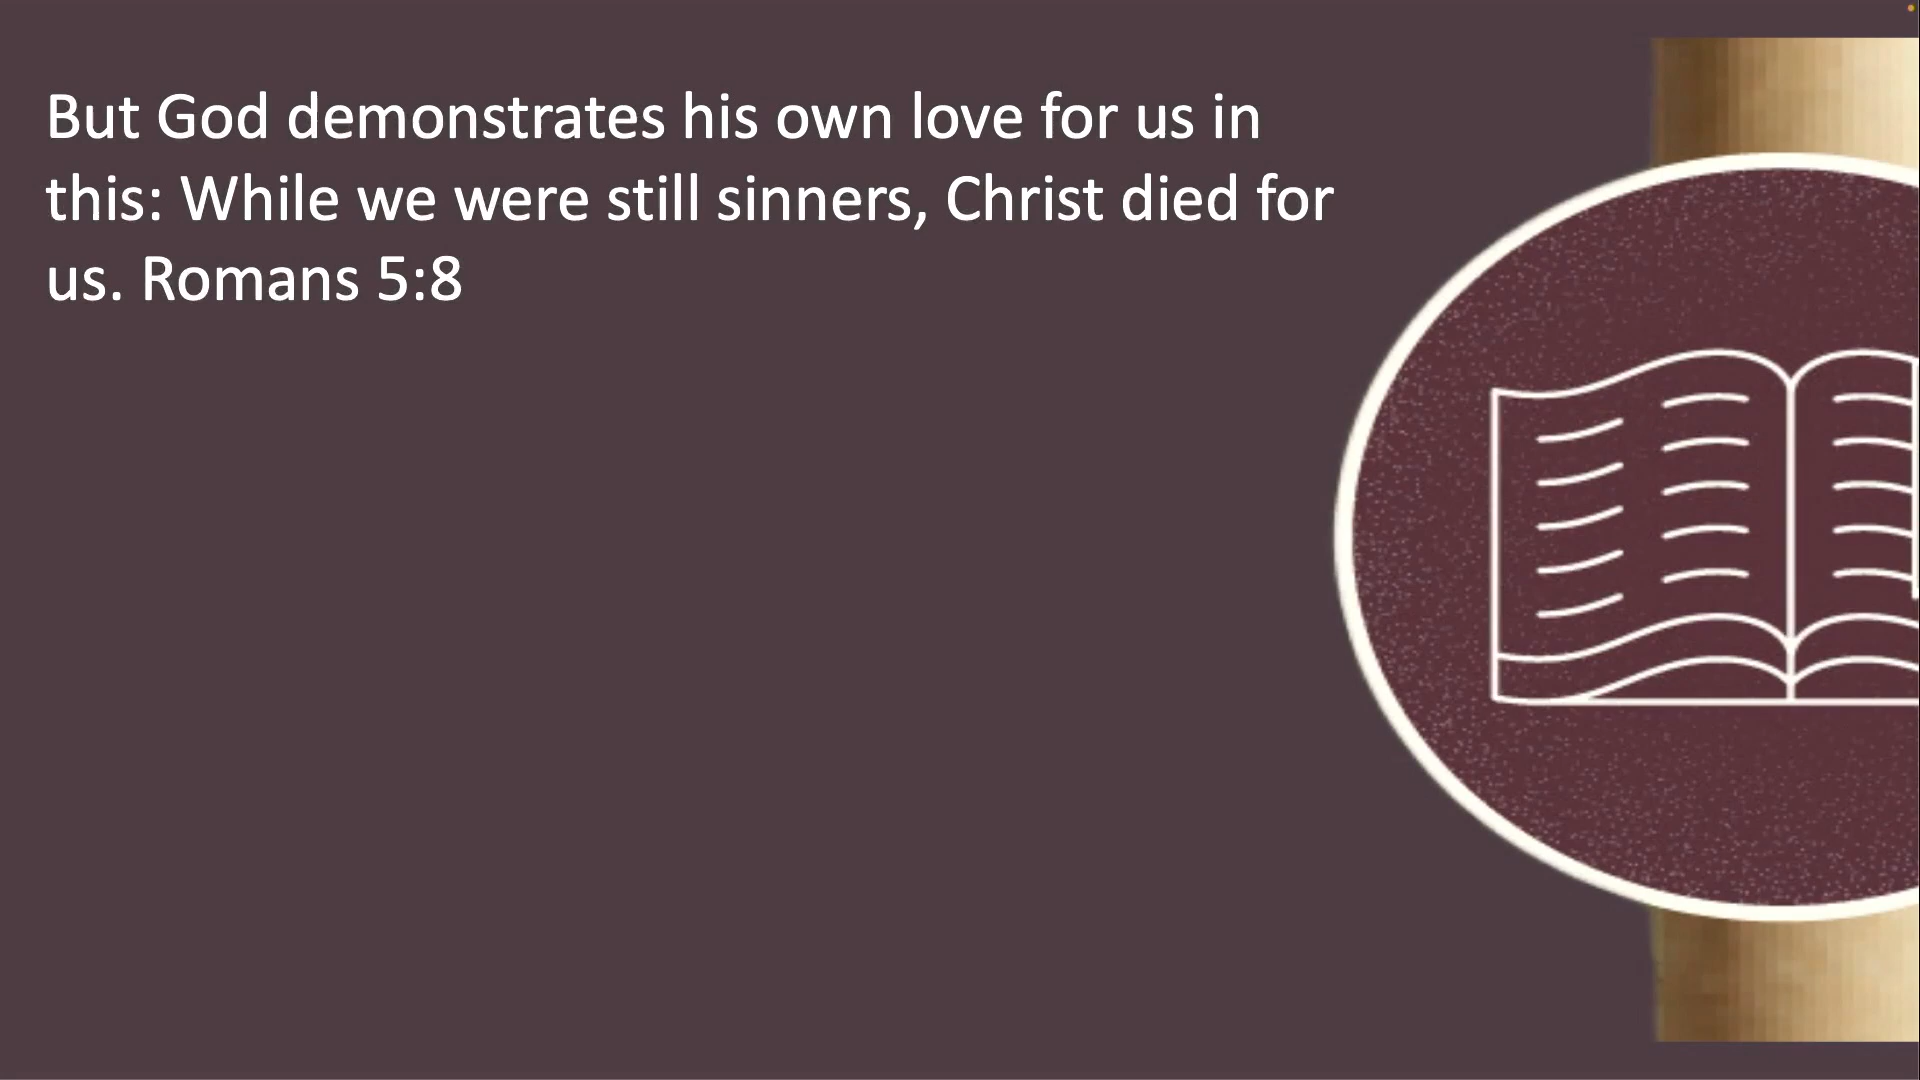 But God demonstrates his own love for us in
this: While we were still sinners, Christ died for
us. Romans 5:8